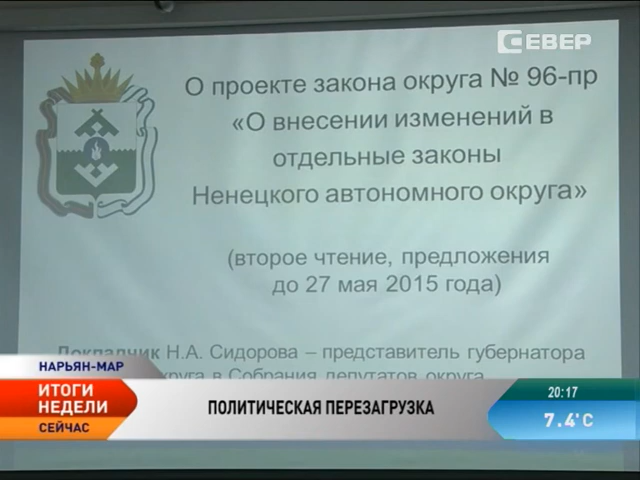 СЕВЕР
О проекте закона округа № 96-пр
«О внесении изменений в
отдельные законы
Ненецкого автономного округа»
(второе чтение, предложения
до 27 мая 2015 года)
Докладчик Н.А. Сидорова – представитель губернатора
округа в Собрания депутатов округа
НАРЬЯН-МАР
ИТОГИ
НЕДЕЛИ
СЕЙЧАС
ПОЛИТИЧЕСКАЯ ПЕРЕЗАГРУЗКА
20:17
7.4°C